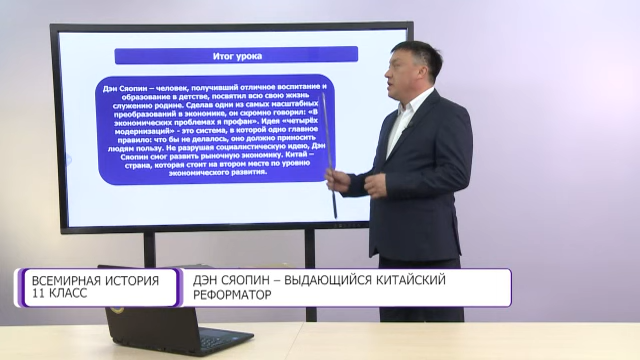 Итог урока
Дэн Сяопин – человек, получивший отличное воспитание и
образование в детстве, посвятил всю свою жизнь
служению родине. Сделав одни из самых масштабных
преобразований в экономике, он скромно говорил: «В
экономических проблемах я профан». Идея «четырёх
модернизаций» - это система, в которой одно главное
правило: что бы не делалось, оно должно приносить
людям пользу. Не разрушая социалистическую идею, Дэн
Сяопин смог развить рыночную экономику. Китай –
страна, которая стоит на втором месте по уровню
экономического развития.
ВСЕМИРНАЯ ИСТОРИЯ
11 КЛАСС
ДЭН СЯОПИН – ВЫДАЮЩИЙСЯ КИТАЙСКИЙ
РЕФОРМАТОР